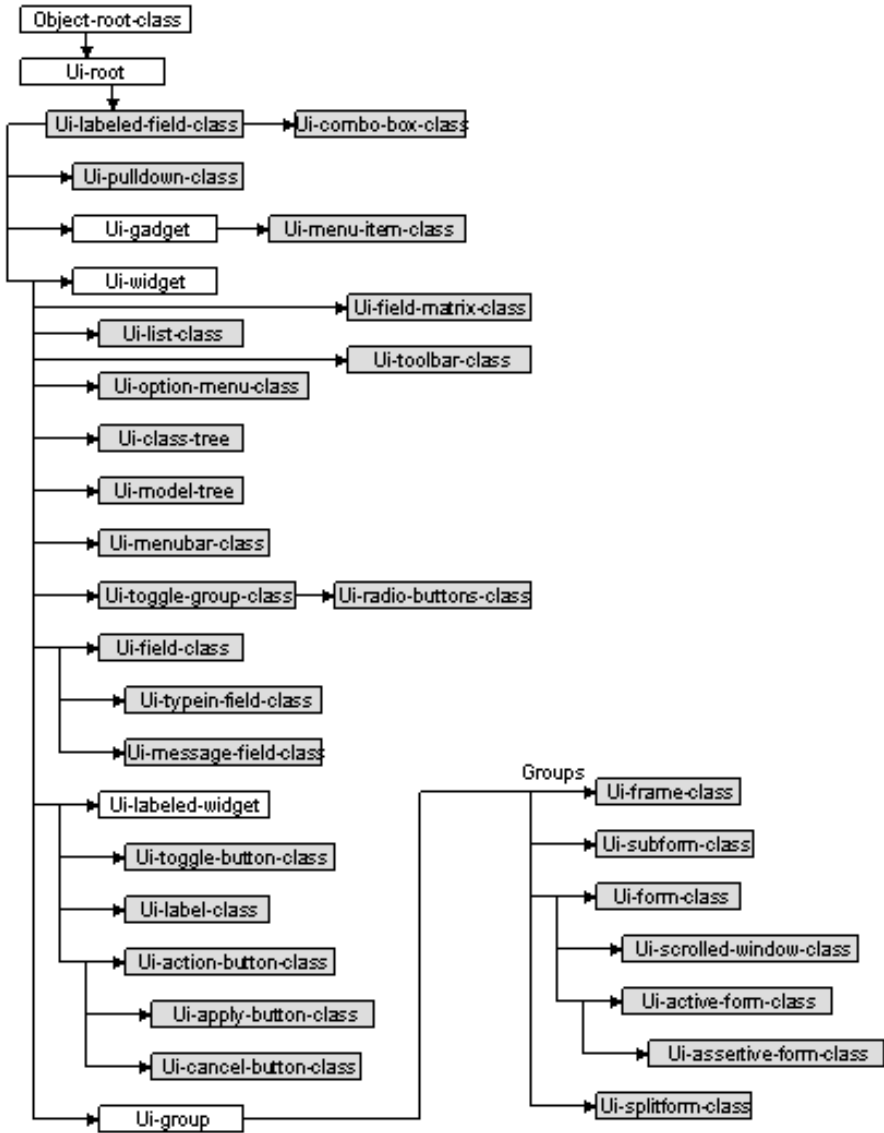 Object-root-class
Ui-root
Ui-labeled-field-class
Ui-combo-box-class
Ui-pulldown-class
Ui-gadget
Ui-menu-item-class
Ui-widget
Ui-field-matrix-class
Ui-list-class
Ui-toolbar-class
Ui-option-menu-class
Ui-class-tree
Ui-model-tree
Ui-menubar-class
Ui-toggle-group-class
Ui-radio-buttons-class
Ui-field-class
Ui-typein-field-class
Ui-message-field-class
Ui-labeled-widget
Ui-toggle-button-class
Ui-label-class
Ui-action-button-class
Ui-apply-button-class
Ui-cancel-button-class
Ui-group
Groups
Ui-frame-class
Ui-subform-class
Ui-form-class
Ui-scrolled-window-class
Ui-active-form-class
Ui-assertive-form-class
Ui-splitform-class